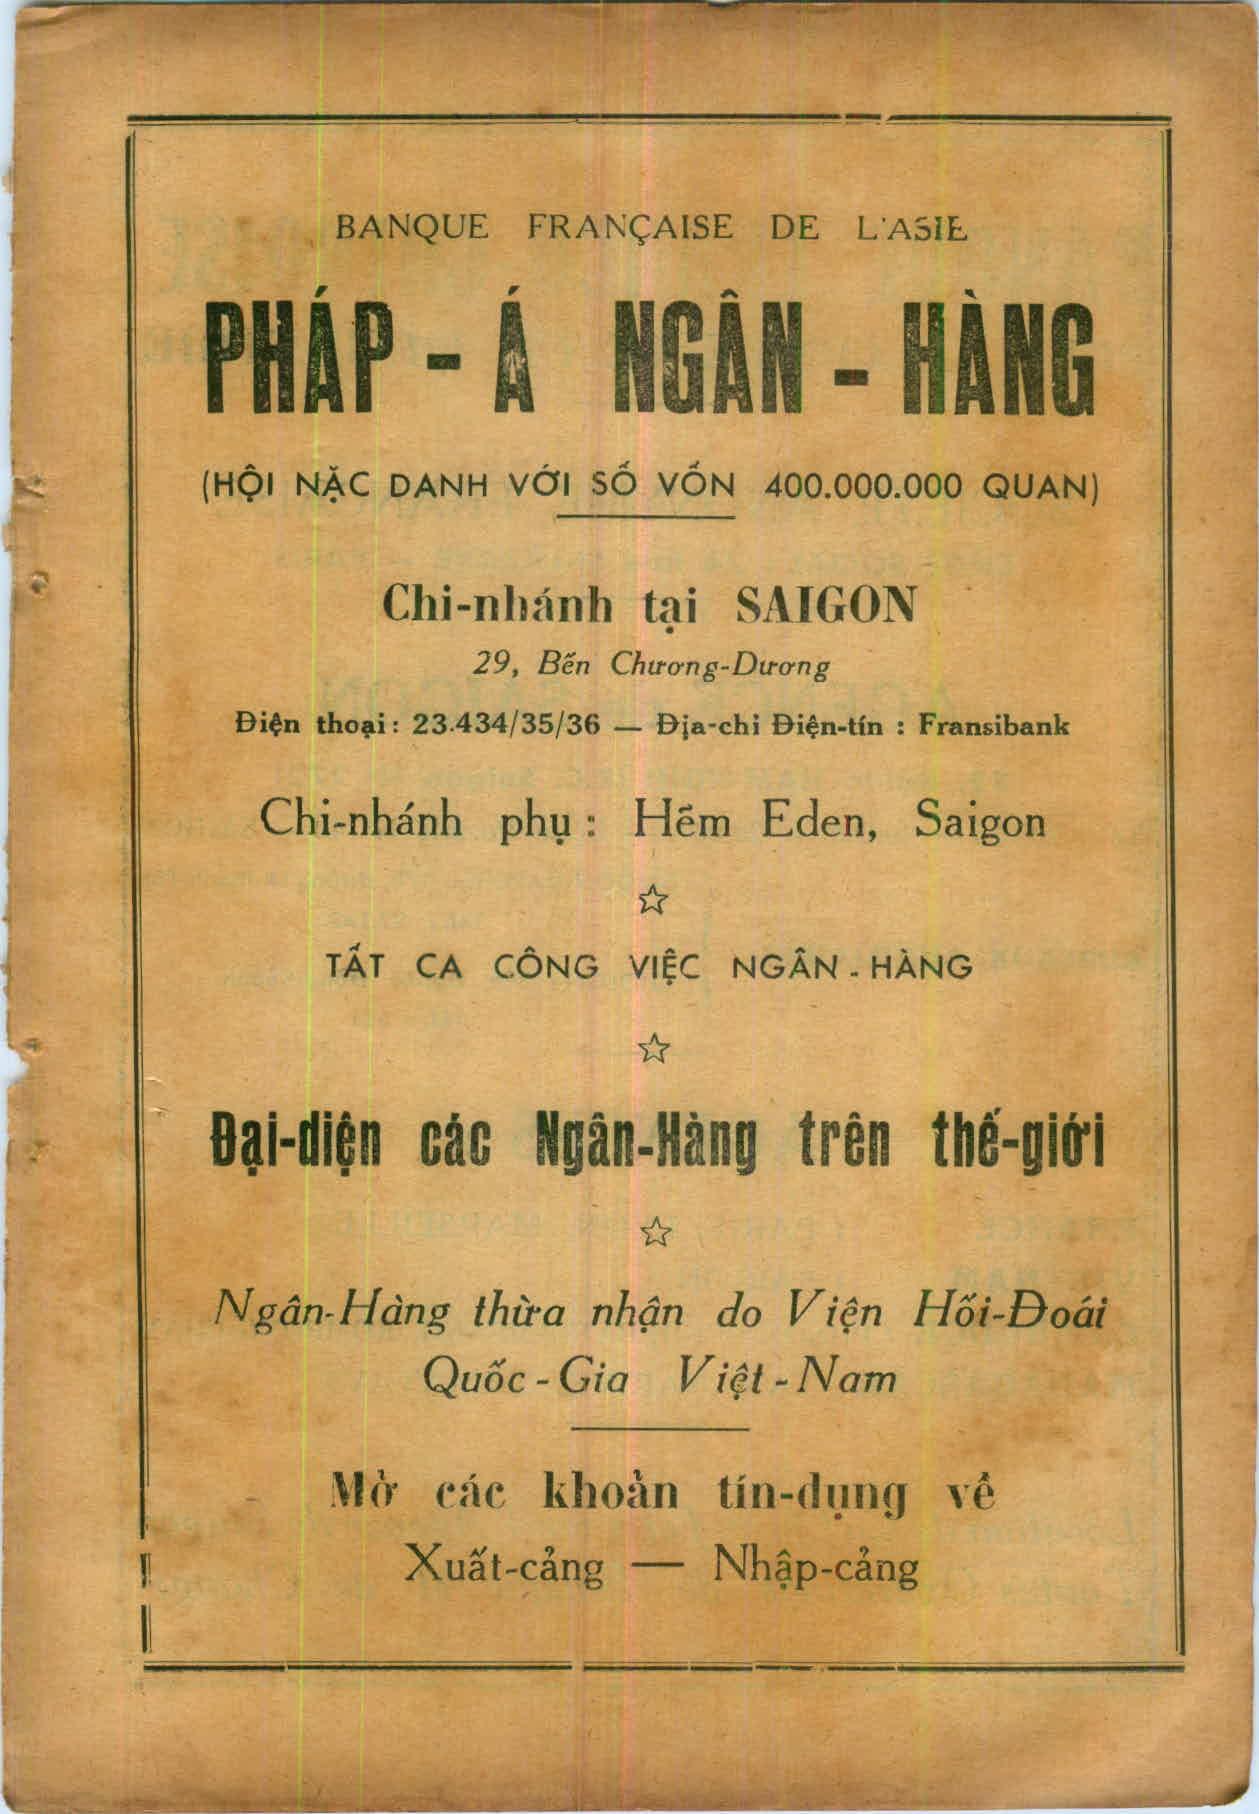 BANQUE FRANÇAISE DE L'ASIE
PHÁP - Á NGÂN - HÀNG
(HỘI NẶC DANH VỚI SỐ VỐN 400.000.000 QUAN)
Chi-nhánh tại SAIGON
29, Bến Chương-Dương
Điện thoại: 23.434/35/36 — Địa-chỉ Điện-tín : Fransibank
Chi-nhánh phụ : Hẻm Eden, Saigon
TẤT CA CÔNG VIỆC NGÂN - HÀNG
Đại-diện các Ngân-Hàng trên thế-giới
Ngân-Hàng thừa nhận do Viện Hối-Đoái
Quốc - Gia Việt - Nam
Mở các khoản tín-dụng về
Xuất-cảng — Nhập-cảng